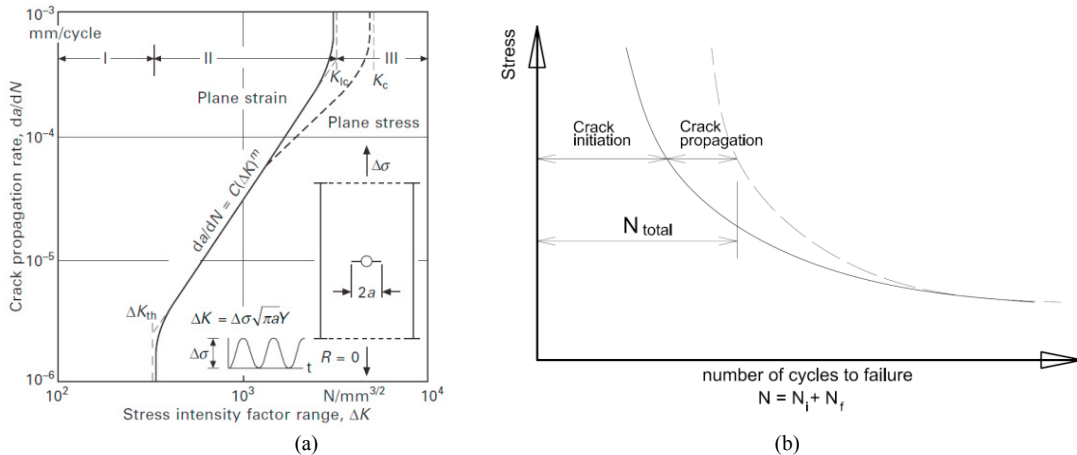 10⁻³
mm/cycle
I
II
III
K_Ic
K_c
Plane strain
Plane stress
10⁻⁴
Δσ
da/dN = C(ΔK)^m
10⁻⁵
2a
ΔK_th
ΔK = Δσ√πaY
Δσ
t
R = 0
10⁻⁶
10²
10³
N/mm^3/2
10⁴
Crack propagation rate, da/dN
Stress intensity factor range, ΔK
(a)
Stress
Crack
initiation
Crack
propagation
N total
number of cycles to failure
N = N_i + N_f
(b)